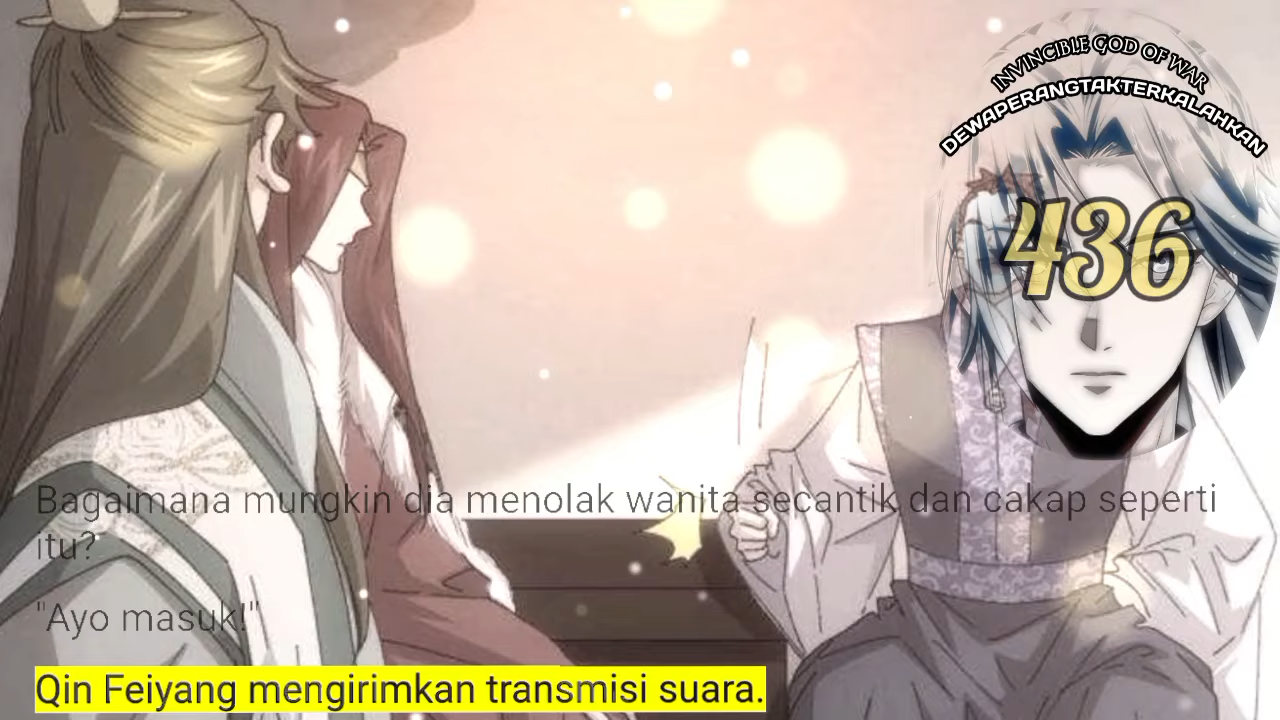 INVINCIBLE GOD OF WAR
DEWAPERANGTAKTERKALAHKAN
436
Bagaimana mungkin dia menolak wanita secantik dan cakap seperti
itu?
"Ayo masuk!"
Qin Feiyang mengirimkan transmisi suara.